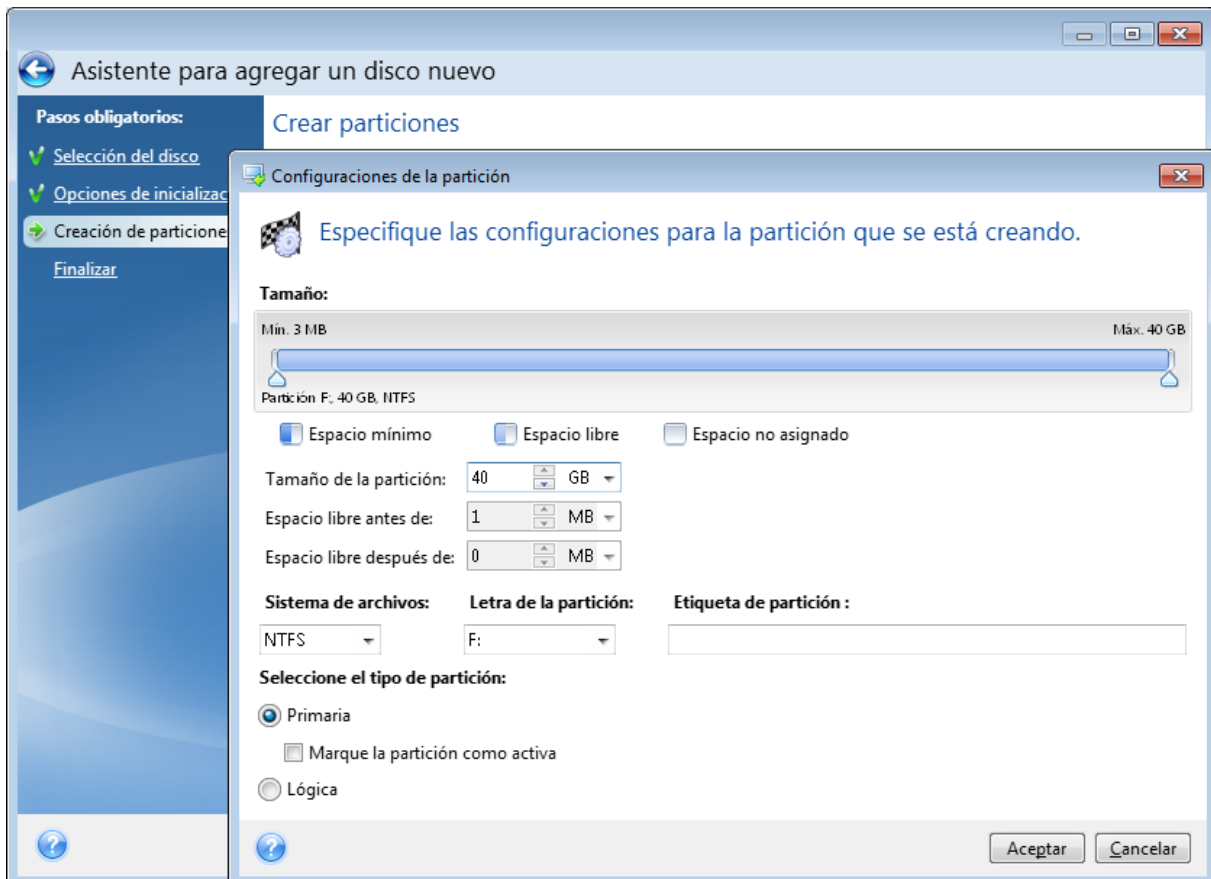 Asistente para agregar un disco nuevo
Pasos obligatorios:
Selección del disco
Opciones de inicializac
Creación de particione
Finalizar
Crear particiones
Configuraciones de la partición
Especifique las configuraciones para la partición que se está creando.
Tamaño:
Mín. 3 MB Máx. 40 GB
Partición F:, 40 GB, NTFS
Espacio mínimo Espacio libre Espacio no asignado
Tamaño de la partición: 40 GB
Espacio libre antes de: 1 MB
Espacio libre después de: 0 MB
Sistema de archivos: Letra de la partición: Etiqueta de partición :
NTFS F:
Seleccione el tipo de partición:
Primaria
Marque la partición como activa
Lógica
Aceptar Cancelar